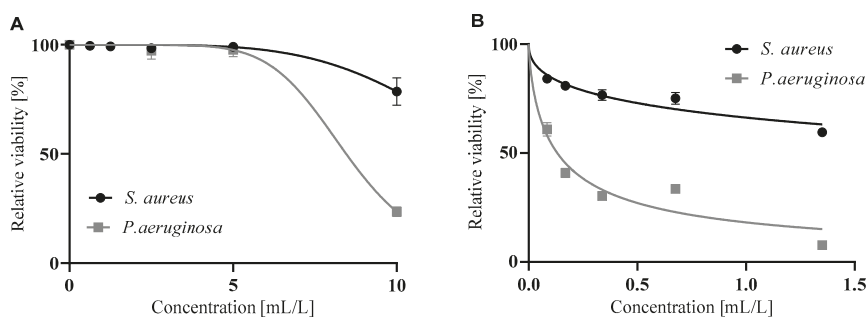 A
Relative viability [%]
100
50
0
S. aureus
P.aeruginosa
0
5
10
Concentration [mL/L]
B
Relative viability [%]
100
50
0
S. aureus
P.aeruginosa
0.0
0.5
1.0
1.5
Concentration [mL/L]